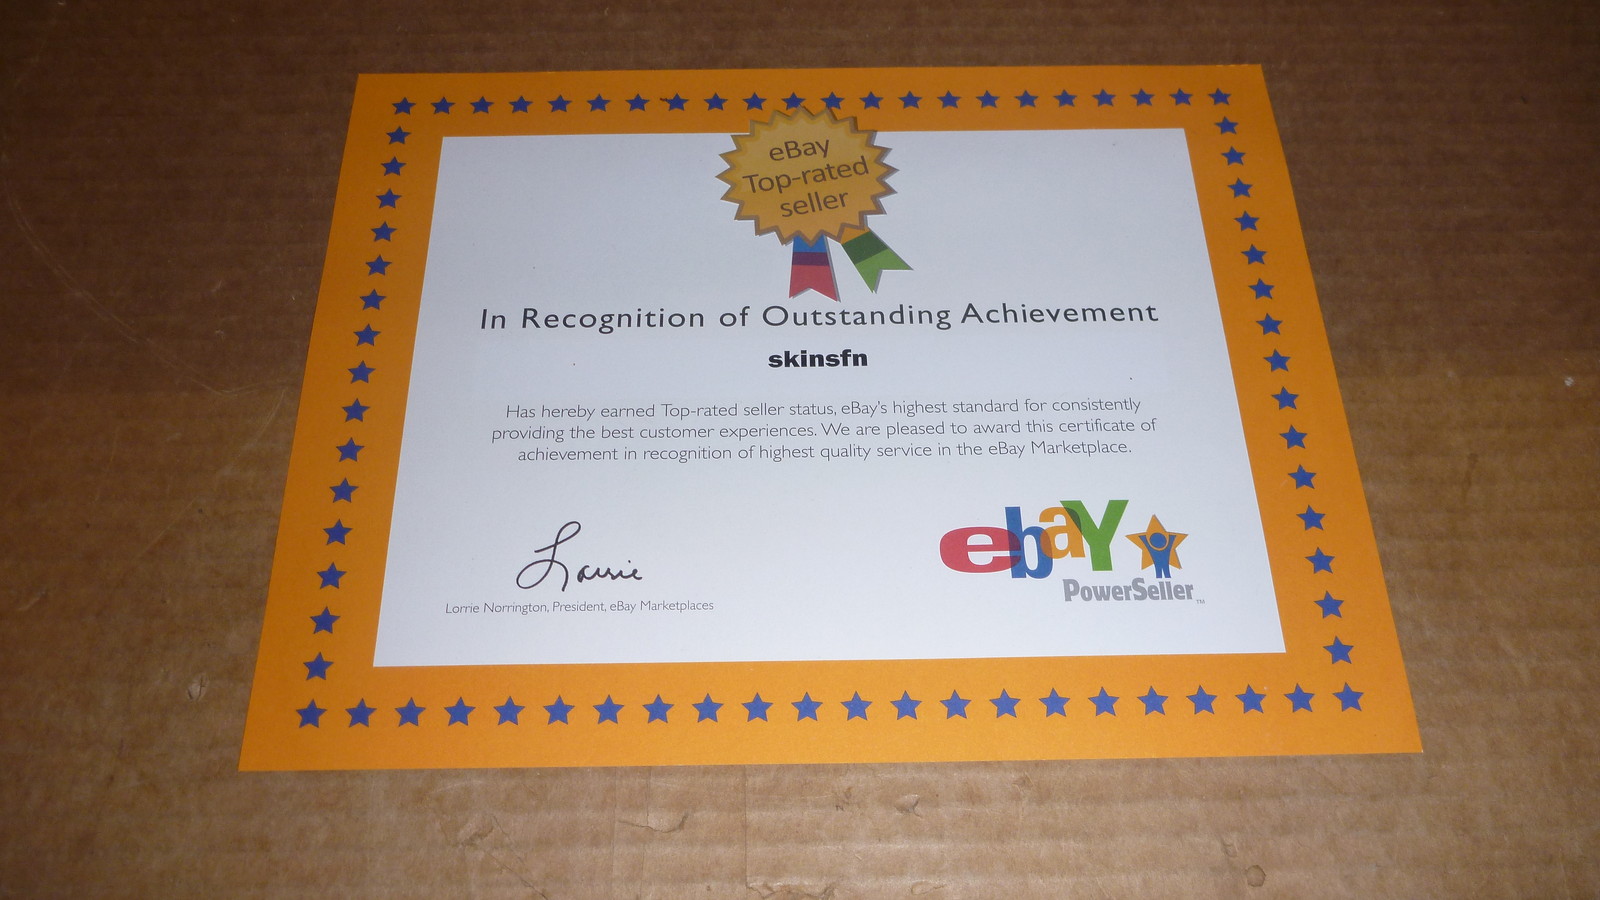 eBay
Top-rated
seller
In Recognition of Outstanding Achievement
skinsfn
Has hereby earned Top-rated seller status, eBay's highest standard for consistently
providing the best customer experiences. We are pleased to award this certificate of
achievement in recognition of highest quality service in the eBay Marketplace.
Lorrie
Lorrie Norrington, President, eBay Marketplaces
ebaY
PowerSeller™